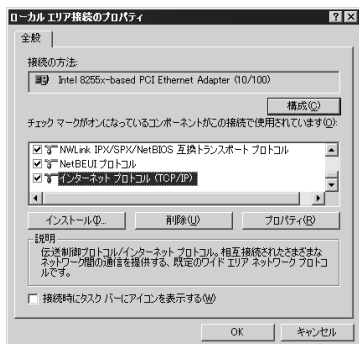 ローカル エリア接続のプロパティ
全般
接続の方法:
Intel 8255x-based PCI Ethernet Adapter (10/100)
構成(C)
チェック マークがオンになっているコンポーネントがこの接続で使用されています(O):
NWLink IPX/SPX/NetBIOS 互換トランスポート プロトコル
NetBEUI プロトコル
インターネット プロトコル (TCP/IP)
インストール(I)...
削除(U)
プロパティ(R)
説明
伝送制御プロトコル/インターネット プロトコル。相互接続されたさまざまな
ネットワーク間の通信を提供する、既定のワイド エリア ネットワーク プロトコ
ルです。
接続時にタスク バーにアイコンを表示する(W)
OK
キャンセル